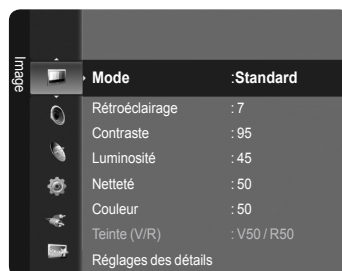 Image
Mode :Standard
Rétroéclairage : 7
Contraste : 95
Luminosité : 45
Netteté : 50
Couleur : 50
Teinte (V/R) : V50 / R50
Réglages des détails